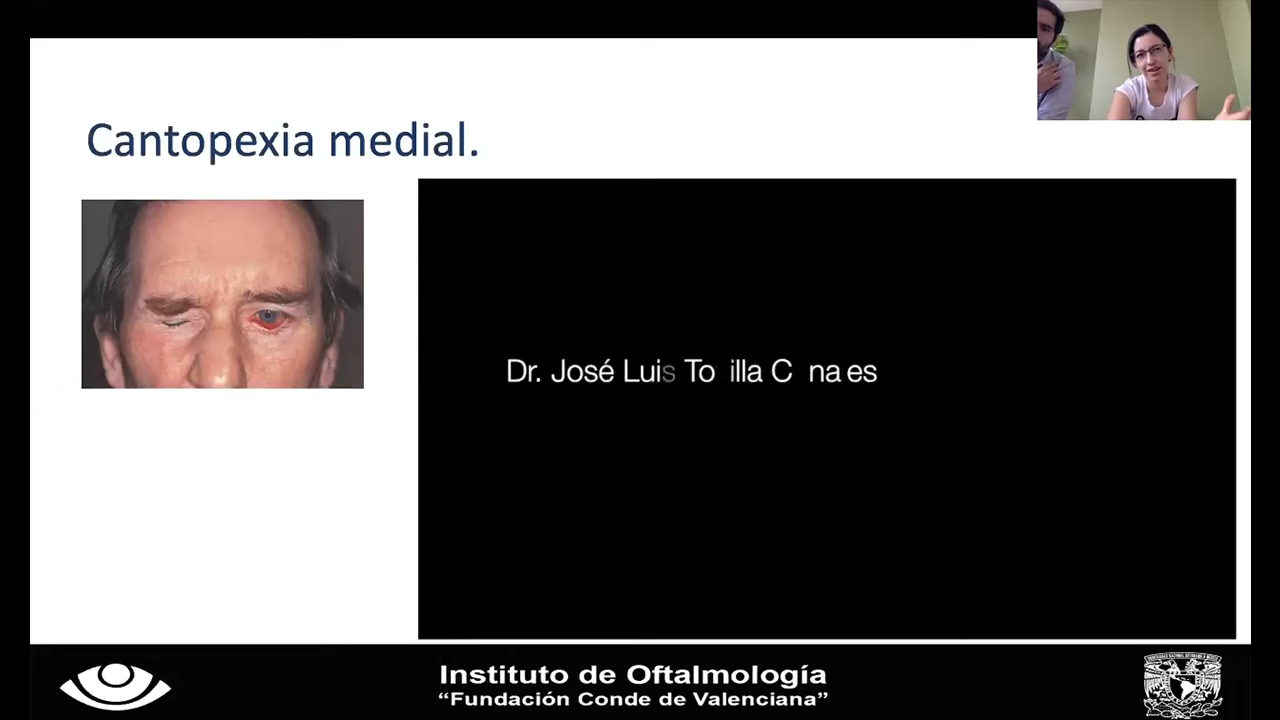 Cantopexia medial.
Dr. José Luis
Instituto de Oftalmología
“Fundación Conde de Valenciana”